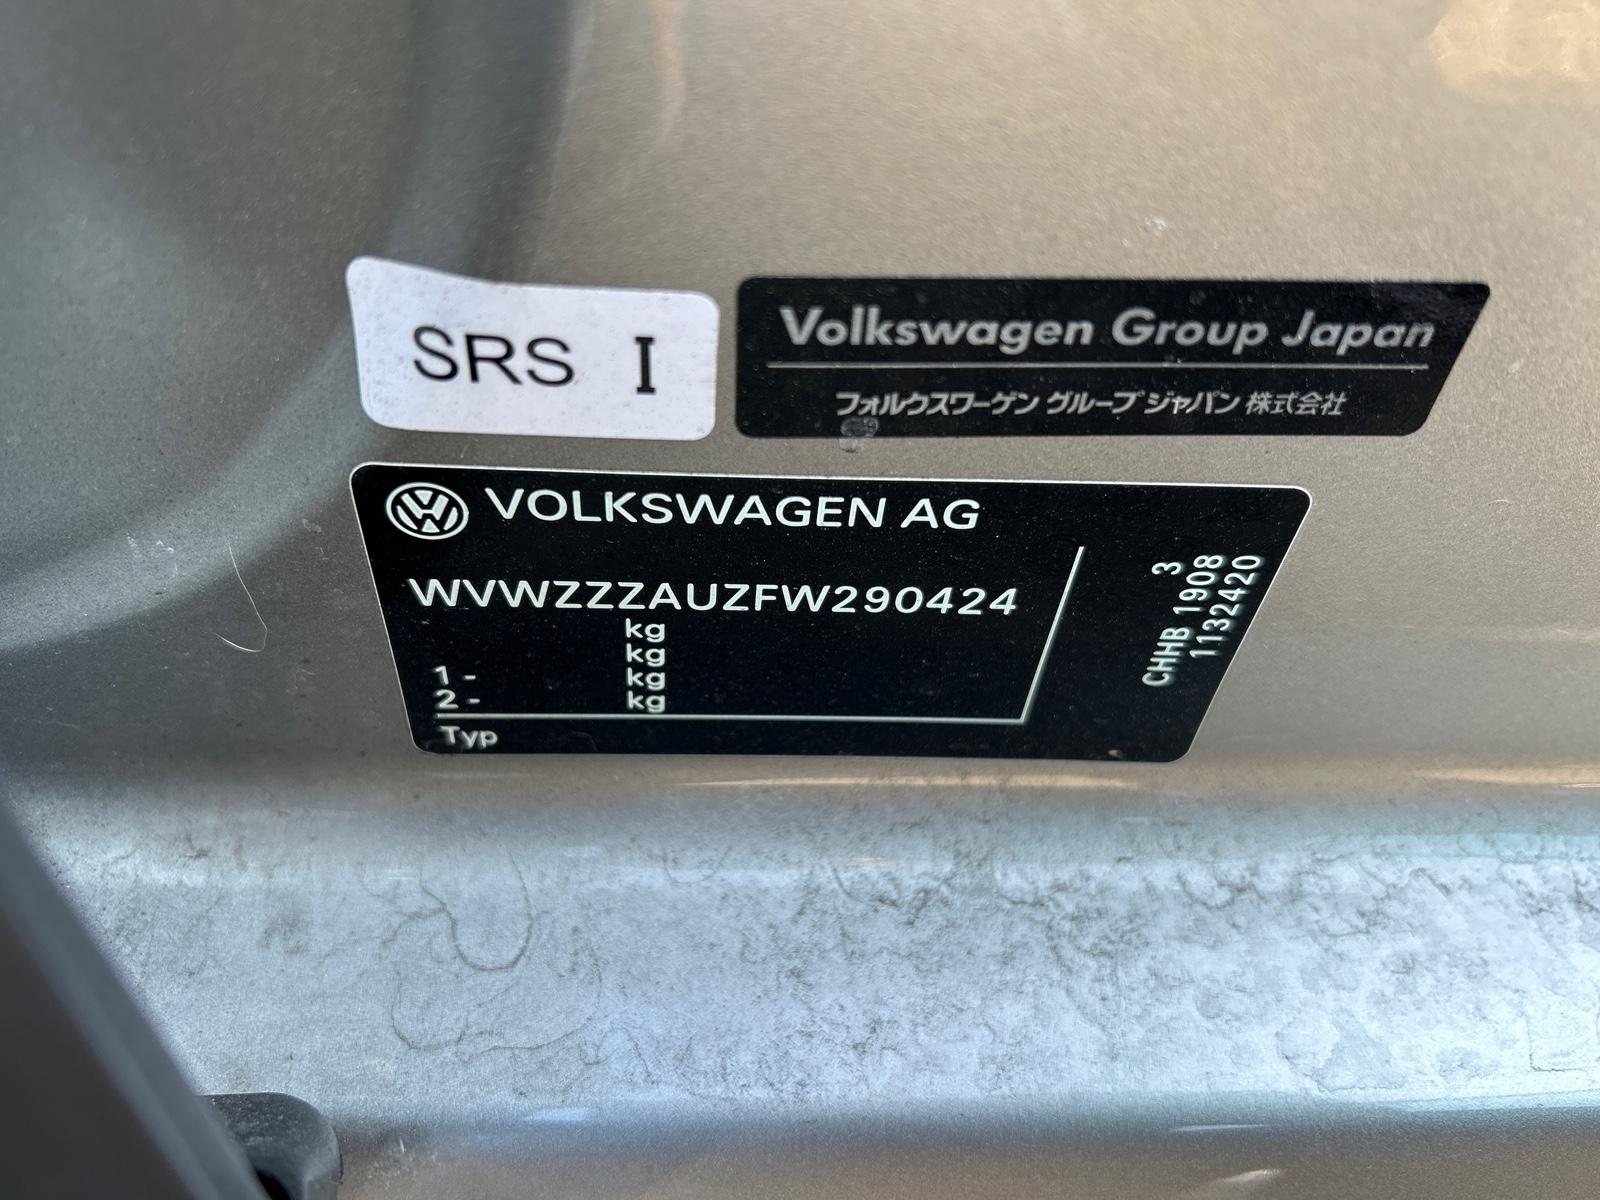 SRS I
Volkswagen Group Japan
フォルクスワーゲン グループ ジャパン 株式会社
VOLKSWAGEN AG
WVWZZZAUZFW290424
kg
kg
1 - kg
2 - kg
Typ
3
CHHB 1908
1132420